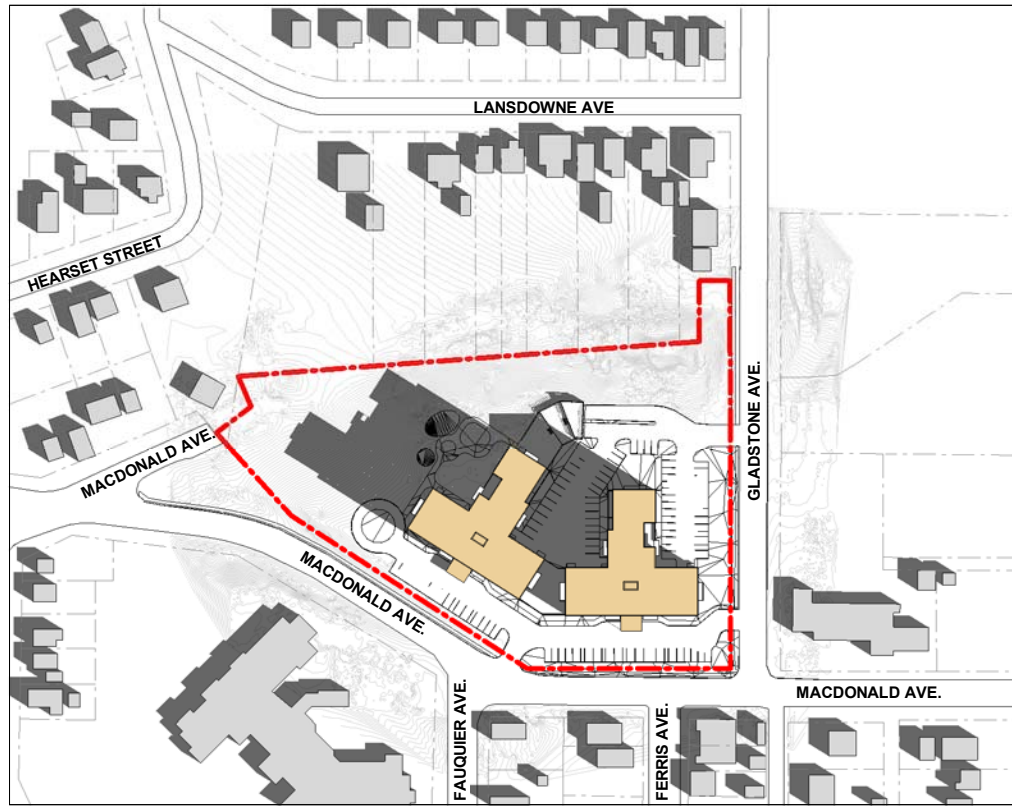 LANSDOWNE AVE
HEARSET STREET
GLADSTONE AVE.
MACDONALD AVE.
MACDONALD AVE.
MACDONALD AVE.
FAUQUIER AVE.
FERRIS AVE.